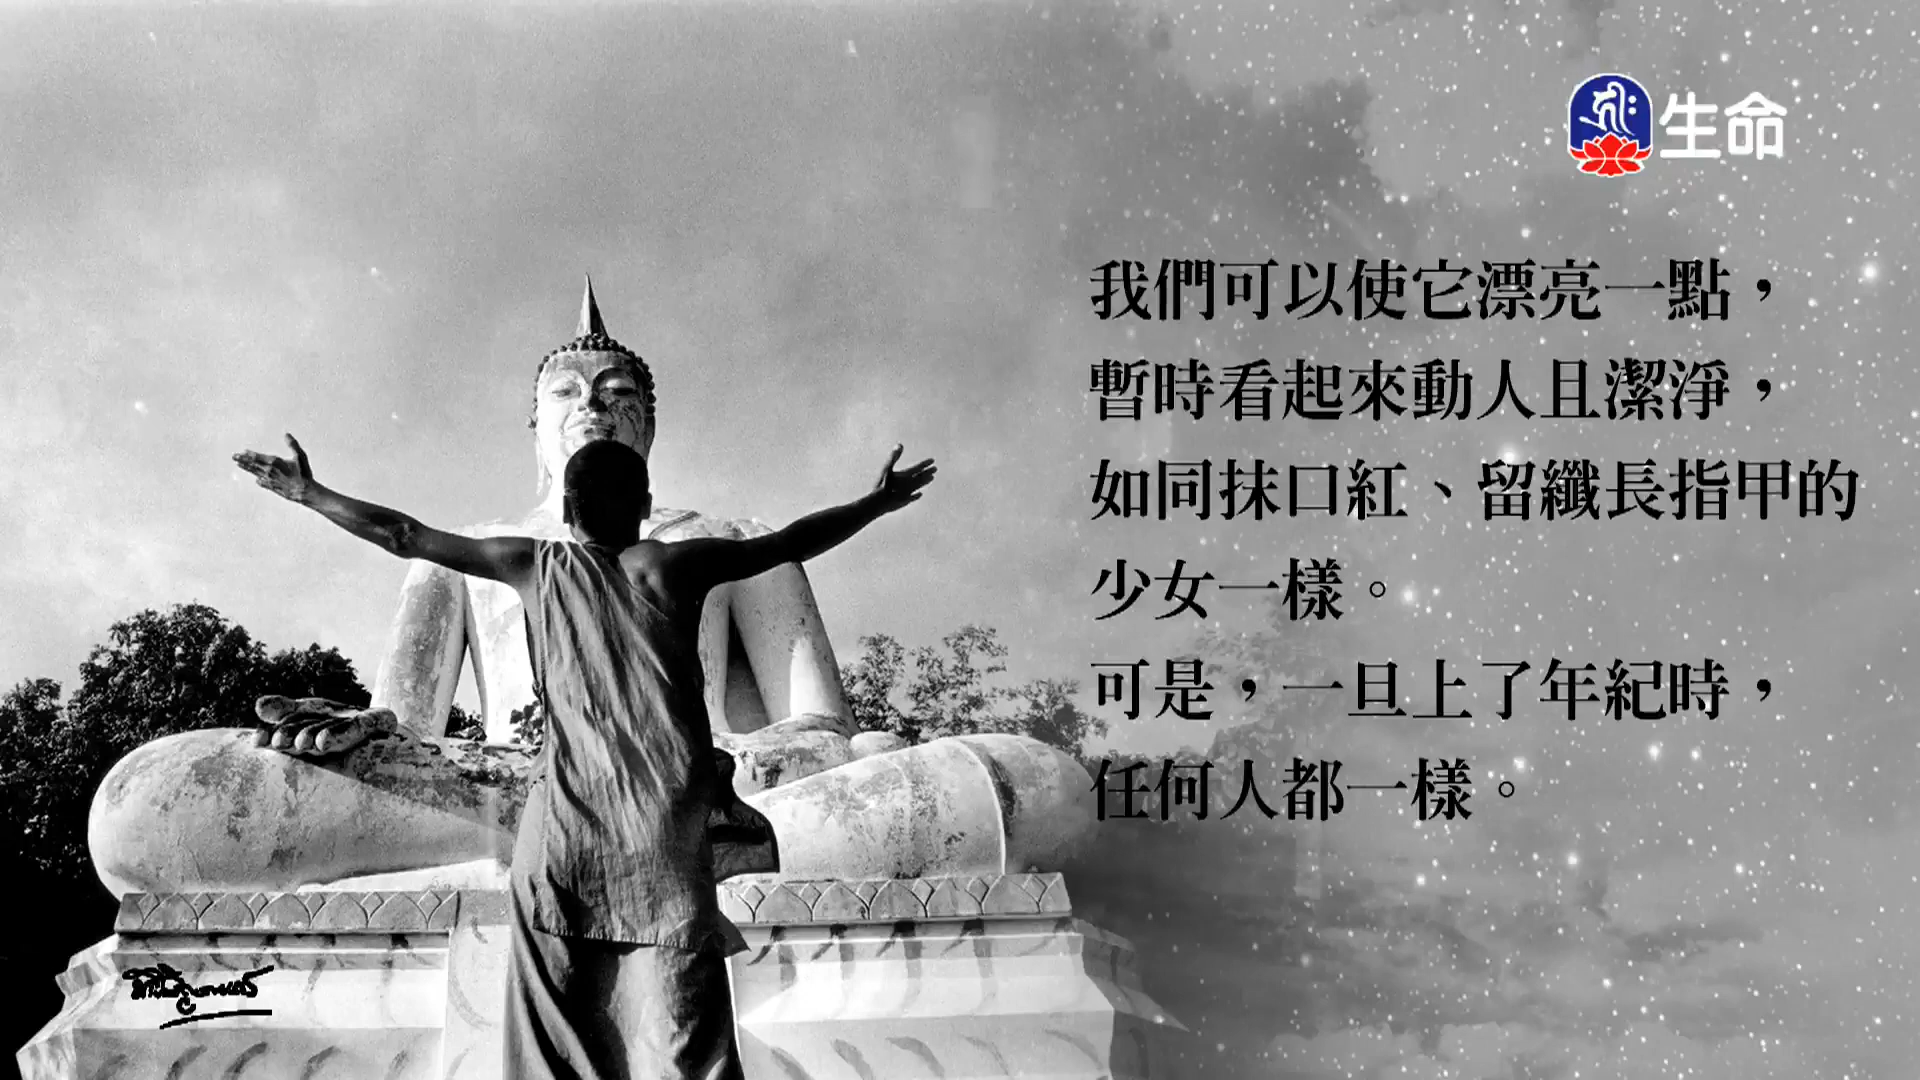 生命
我們可以使它漂亮一點，
暫時看起來動人且潔淨，
如同抹口紅、留纖長指甲的
少女一樣。
可是，一旦上了年紀時，
任何人都一樣。